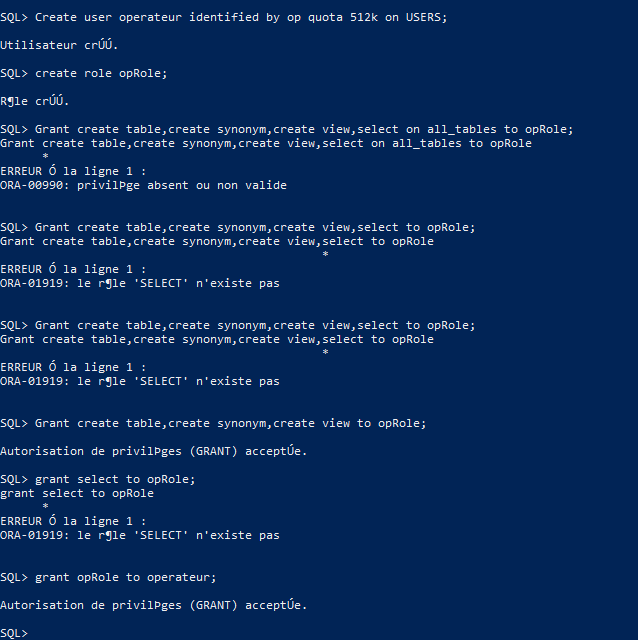 SQL> Create user operateur identified by op quota 512k on USERS;
Utilisateur crÚÚ.
SQL> create role opRole;
R¶le crÚÚ.
SQL> Grant create table,create synonym,create view,select on all_tables to opRole;
Grant create table,create synonym,create view,select on all_tables to opRole
*
ERREUR Ó la ligne 1 :
ORA-00990: privilÞge absent ou non valide
SQL> Grant create table,create synonym,create view,select to opRole;
Grant create table,create synonym,create view,select to opRole
*
ERREUR Ó la ligne 1 :
ORA-01919: le r¶le 'SELECT' n'existe pas
SQL> Grant create table,create synonym,create view,select to opRole;
Grant create table,create synonym,create view,select to opRole
*
ERREUR Ó la ligne 1 :
ORA-01919: le r¶le 'SELECT' n'existe pas
SQL> Grant create table,create synonym,create view to opRole;
Autorisation de privilÞges (GRANT) acceptÚe.
SQL> grant select to opRole;
grant select to opRole
*
ERREUR Ó la ligne 1 :
ORA-01919: le r¶le 'SELECT' n'existe pas
SQL> grant opRole to operateur;
Autorisation de privilÞges (GRANT) acceptÚe.
SQL>